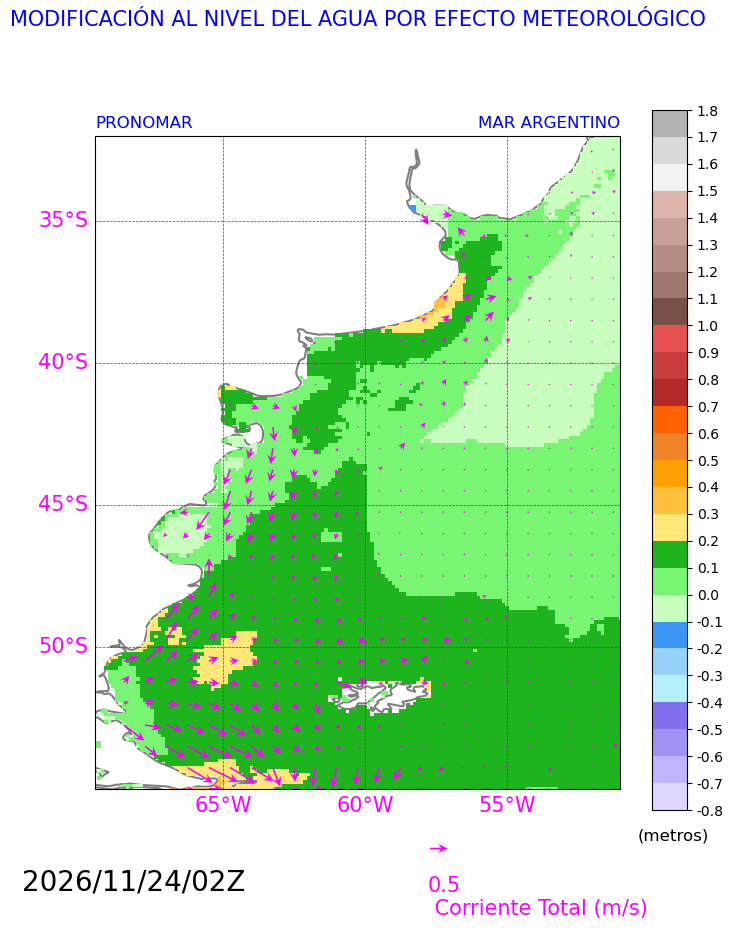 MODIFICACIÓN AL NIVEL DEL AGUA POR EFECTO METEOROLÓGICO
PRONOMAR
MAR ARGENTINO
35°S
40°S
45°S
50°S
65°W
60°W
55°W
1.8
1.7
1.6
1.5
1.4
1.3
1.2
1.1
1.0
0.9
0.8
0.7
0.6
0.5
0.4
0.3
0.2
0.1
0.0
-0.1
-0.2
-0.3
-0.4
-0.5
-0.6
-0.7
-0.8
(metros)
2026/11/24/02Z
0.5
Corriente Total (m/s)